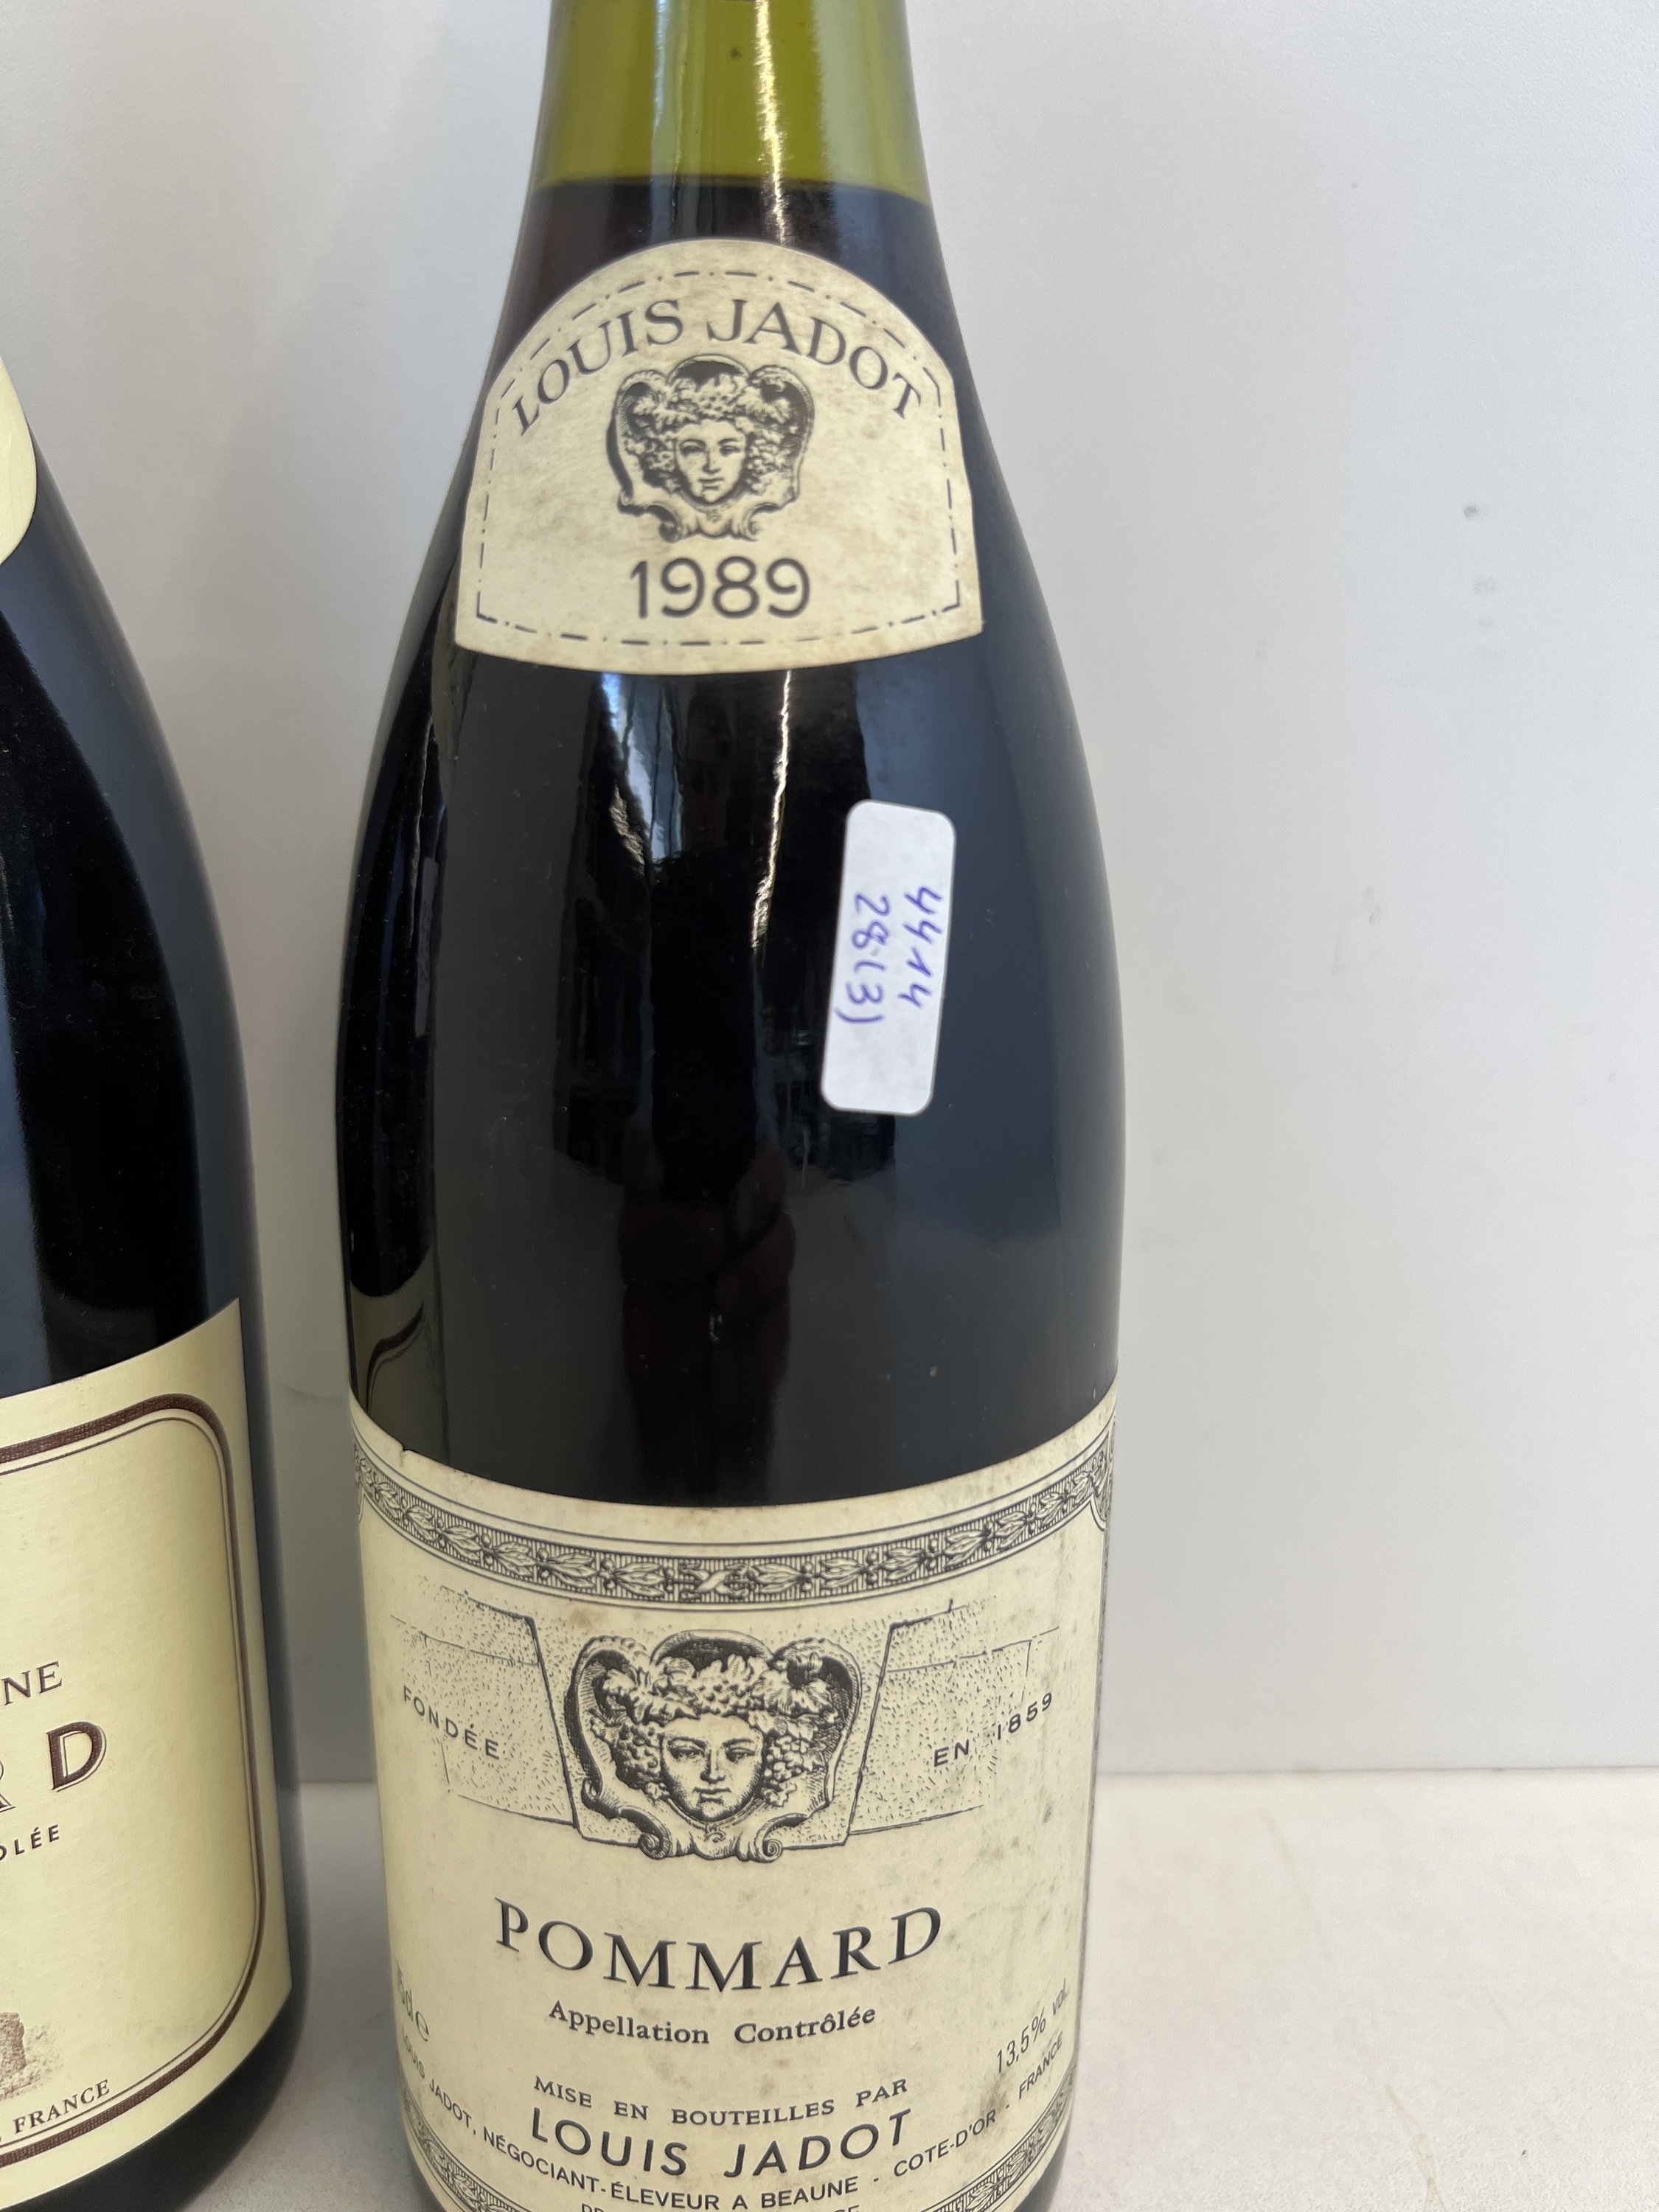 LOUIS JADOT
1989
4414
28(3)
FONDÉE EN 1859
POMMARD
Appellation Contrôlée
13,5% VOL.
MISE EN BOUTEILLES PAR
LOUIS JADOT
LOUIS JADOT, NÉGOCIANT-ÉLEVEUR A BEAUNE - COTE-D'OR - FRANCE
NE
RD
OLÉE
, FRANCE